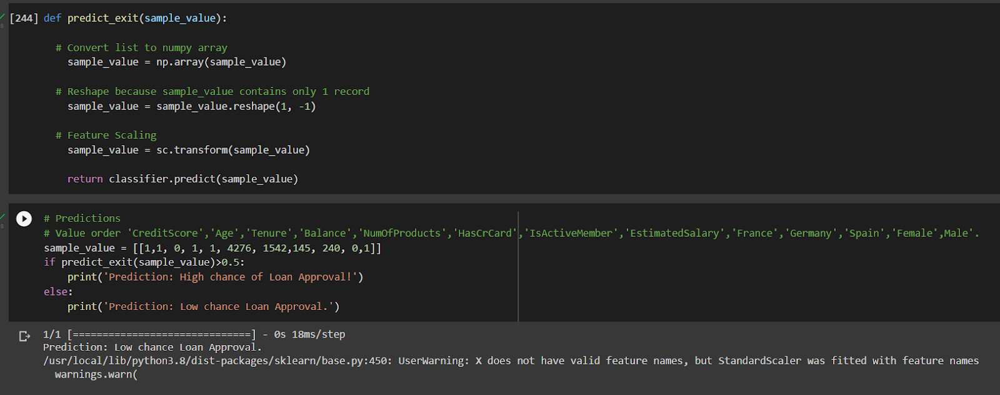 [244] def predict_exit(sample_value):
# Convert list to numpy array
sample_value = np.array(sample_value)
# Reshape because sample_value contains only 1 record
sample_value = sample_value.reshape(1, -1)
# Feature Scaling
sample_value = sc.transform(sample_value)
return classifier.predict(sample_value)
# Predictions
# Value order 'CreditScore','Age','Tenure','Balance','NumOfProducts','HasCrCard','IsActiveMember','EstimatedSalary','France','Germany','Spain','Female',Male'.
sample_value = [[1,1, 0, 1, 1, 4276, 1542,145, 240, 0,1]]
if predict_exit(sample_value)>0.5:
print('Prediction: High chance of Loan Approval!')
else:
print('Prediction: Low chance Loan Approval.')
1/1 [==============================] - 0s 18ms/step
Prediction: Low chance Loan Approval.
/usr/local/lib/python3.8/dist-packages/sklearn/base.py:450: UserWarning: X does not have valid feature names, but StandardScaler was fitted with feature names
warnings.warn(